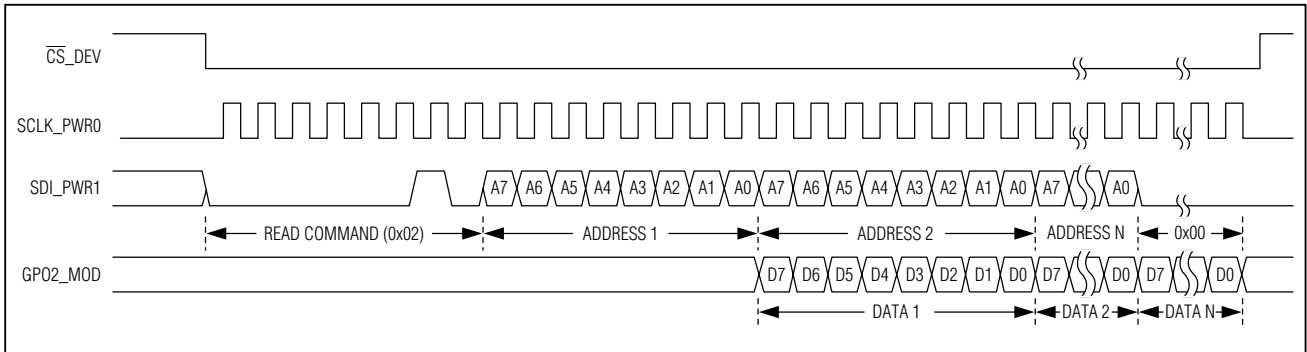 CS_DEV
SCLK_PWR0
SDI_PWR1
A7 A6 A5 A4 A3 A2 A1 A0 A7 A6 A5 A4 A3 A2 A1 A0 A7 A0
READ COMMAND (0x02) ADDRESS 1 ADDRESS 2 ADDRESS N 0x00
GPO2_MOD
D7 D6 D5 D4 D3 D2 D1 D0 D7 D0 D7 D0
DATA 1 DATA 2 DATA N